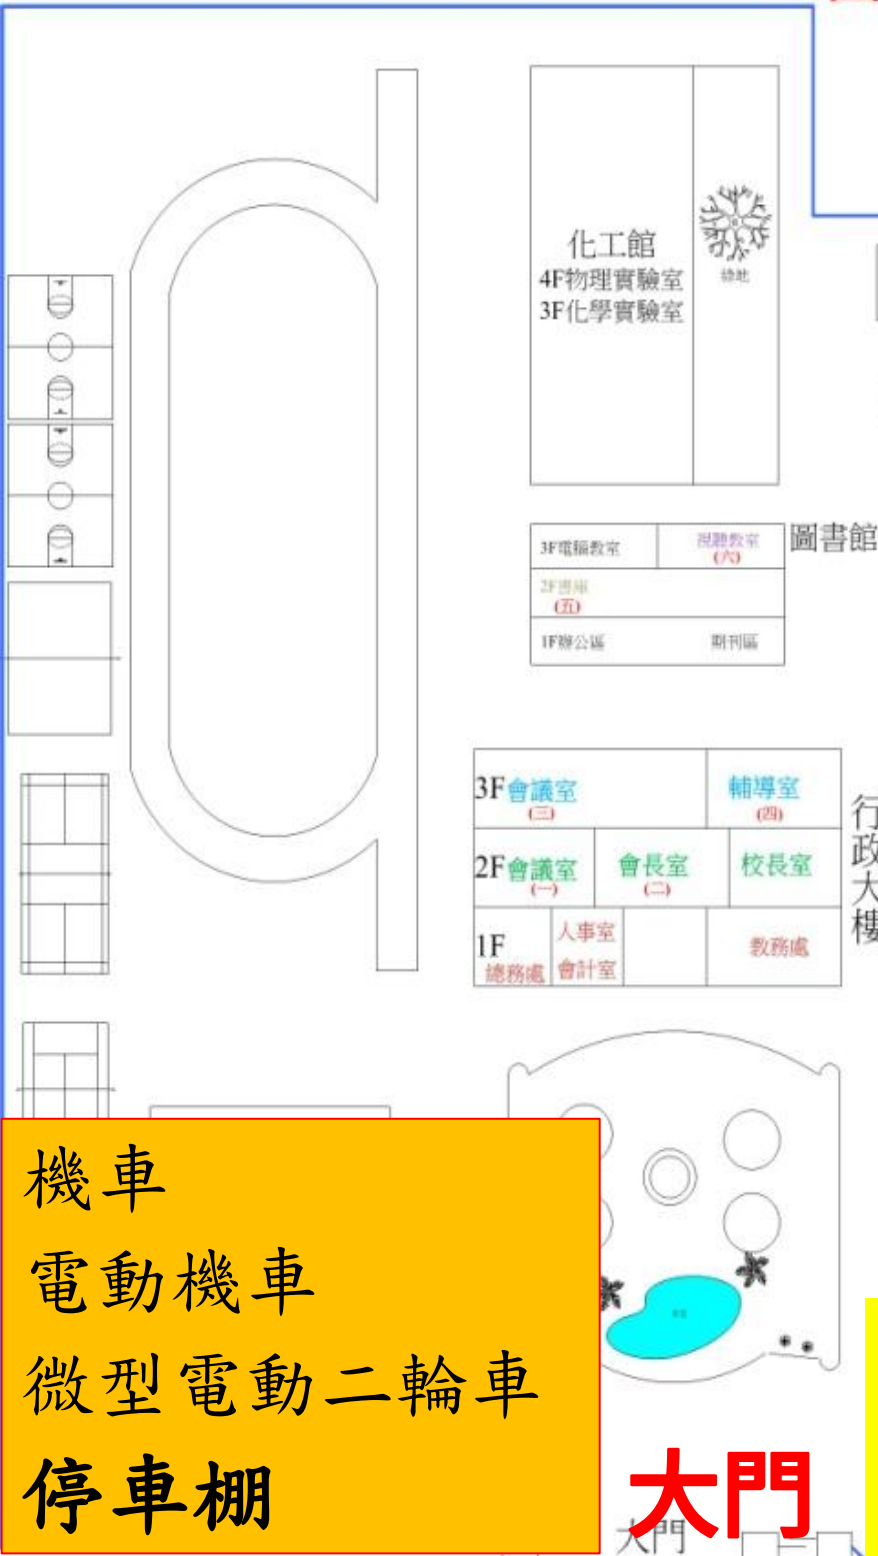 化工館
4F物理實驗室
3F化學實驗室
綠地
圖書館
3F電腦教室
視聽教室
(六)
2F書庫
(五)
1F辦公區
期刊區
行政大樓
3F會議室
(三)
輔導室
(四)
2F會議室
(一)
會長室
(二)
校長室
1F
總務處
人事室
會計室
教務處
機車
電動機車
微型電動二輪車
停車棚
大門
大門